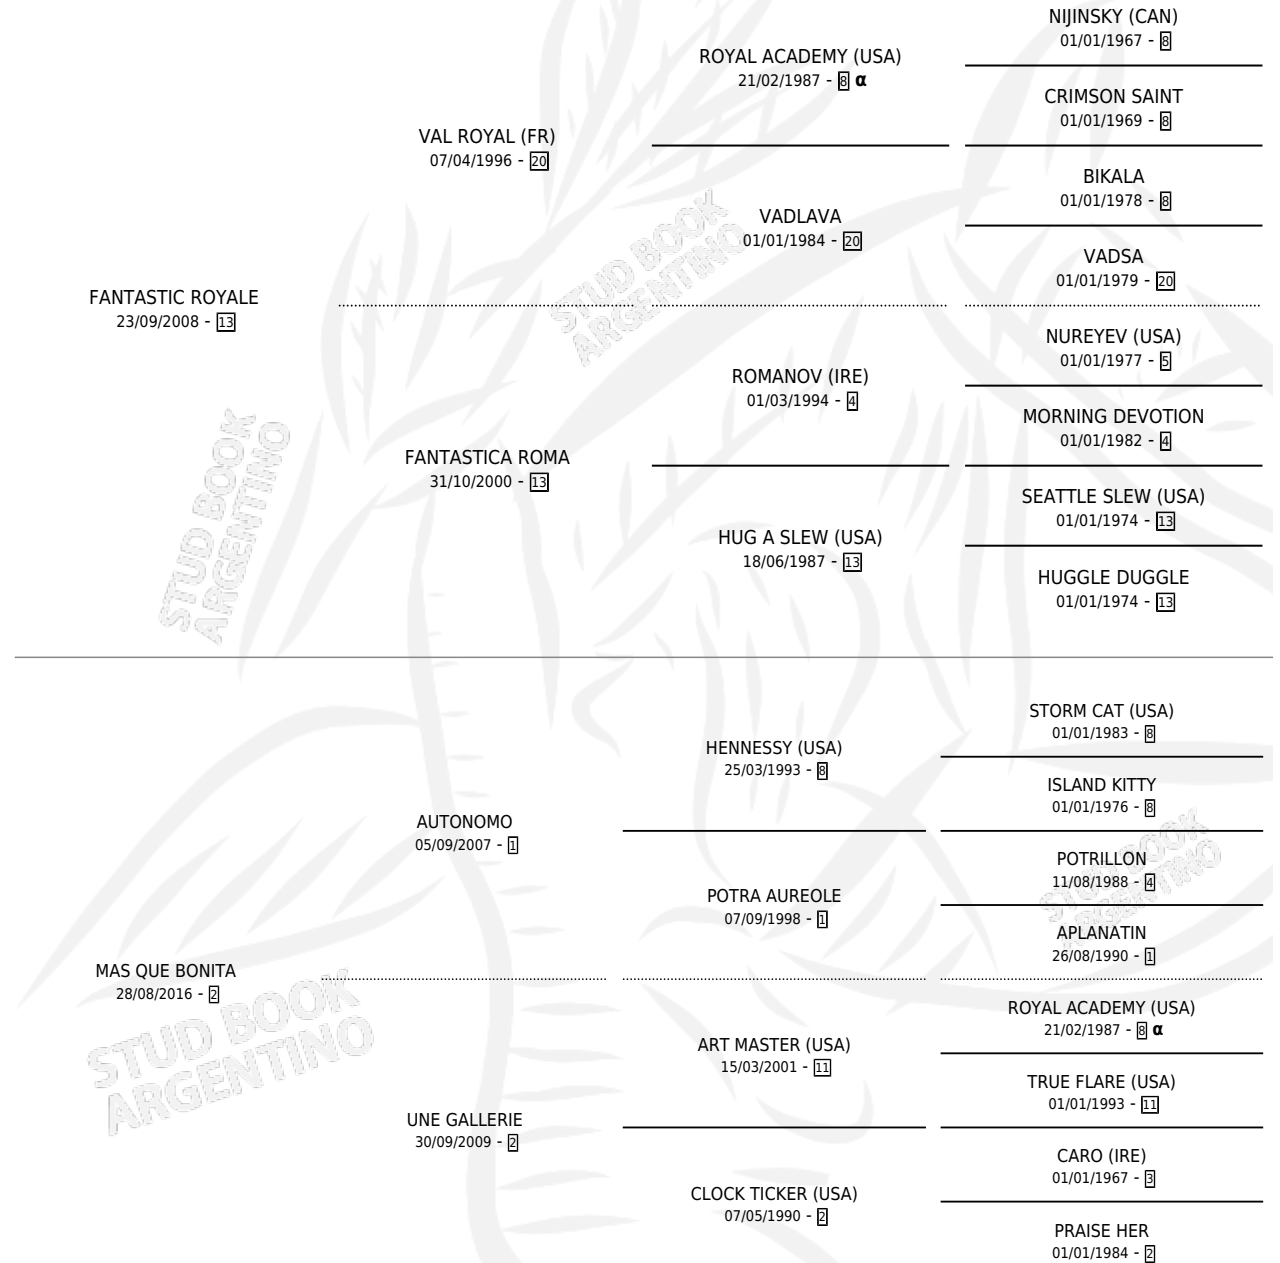 NIJINSKY (CAN)
01/01/1967 - 8
ROYAL ACADEMY (USA)
21/02/1987 - 8 α
CRIMSON SAINT
01/01/1969 - 8
VAL ROYAL (FR)
07/04/1996 - 20
BIKALA
01/01/1978 - 8
VADLAVA
01/01/1984 - 20
VADSA
01/01/1979 - 20
FANTASTIC ROYALE
23/09/2008 - 13
NUREYEV (USA)
01/01/1977 - 5
ROMANOV (IRE)
01/03/1994 - 4
MORNING DEVOTION
01/01/1982 - 4
FANTASTICA ROMA
31/10/2000 - 13
SEATTLE SLEW (USA)
01/01/1974 - 13
HUG A SLEW (USA)
18/06/1987 - 13
HUGGLE DUGGLE
01/01/1974 - 13
STORM CAT (USA)
01/01/1983 - 8
HENNESSY (USA)
25/03/1993 - 8
ISLAND KITTY
01/01/1976 - 8
AUTONOMO
05/09/2007 - 1
POTRILLON
11/08/1988 - 4
POTRA AUREOLE
07/09/1998 - 1
APLANATIN
26/08/1990 - 1
MAS QUE BONITA
28/08/2016 - 2
ROYAL ACADEMY (USA)
21/02/1987 - 8 α
ART MASTER (USA)
15/03/2001 - 11
TRUE FLARE (USA)
01/01/1993 - 11
UNE GALLERIE
30/09/2009 - 2
CARO (IRE)
01/01/1967 - 3
CLOCK TICKER (USA)
07/05/1990 - 2
PRAISE HER
01/01/1984 - 2
STUD BOOK
ARGENTINO
STUD BOOK
ARGENTINO
STUD BOOK
ARGENTINO
STUD BOOK
ARGENTINO